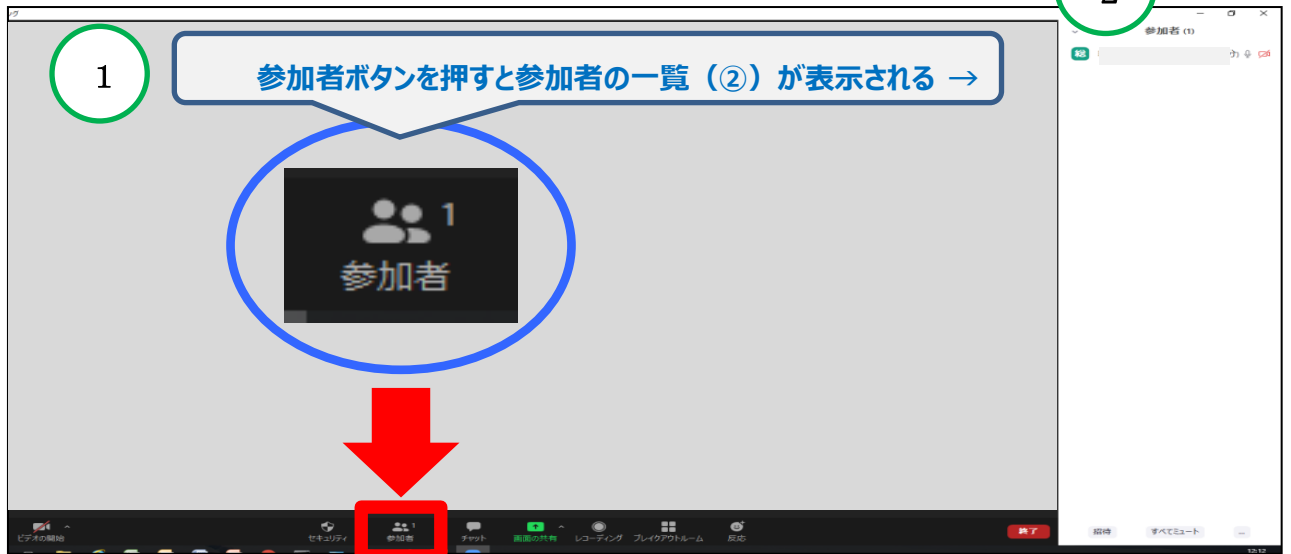 2
参加者 (1)
1
参加者ボタンを押すと参加者の一覧（②）が表示される →
1
参加者
ビデオの開始
セキュリティ
参加者 1
チャット
画面の共有
レコーディング
ブレイクアウトルーム
反応
終了
招待
すべてミュート
...
12:12